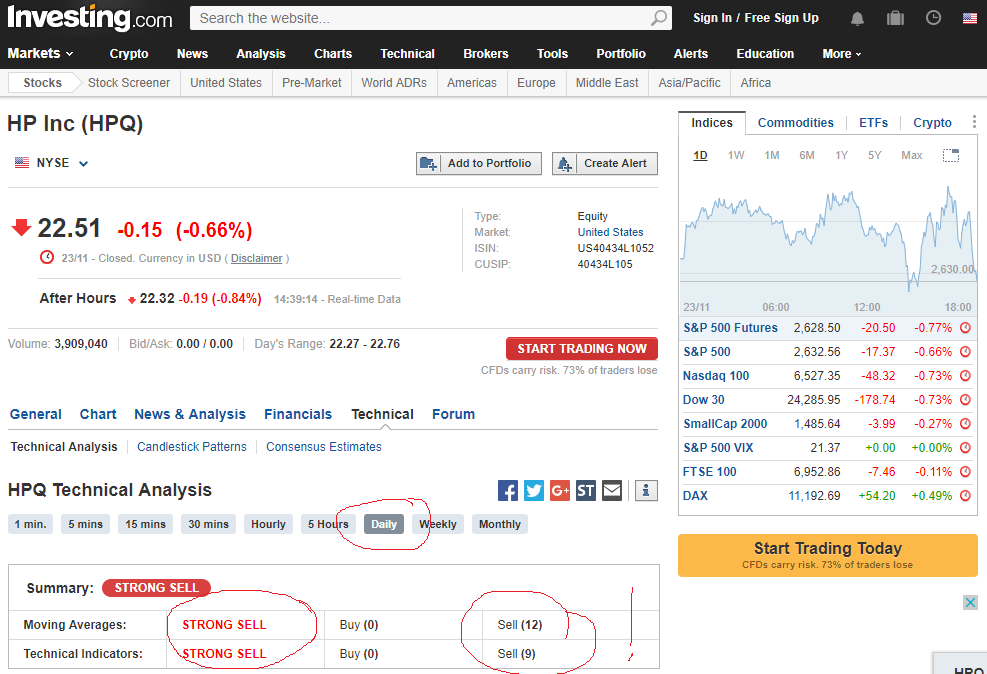 Investing.com
Search the website...
Sign In / Free Sign Up
Markets Crypto News Analysis Charts Technical Brokers Tools Portfolio Alerts Education More
Stocks Stock Screener United States Pre-Market World ADRs Americas Europe Middle East Asia/Pacific Africa
HP Inc (HPQ)
NYSE
Add to Portfolio
Create Alert
22.51 -0.15 (-0.66%)
23/11 - Closed. Currency in USD ( Disclaimer )
After Hours 22.32 -0.19 (-0.84%) 14:39:14 - Real-time Data
Type: Equity
Market: United States
ISIN: US40434L1052
CUSIP: 40434L105
Volume: 3,909,040 Bid/Ask: 0.00 / 0.00 Day's Range: 22.27 - 22.76
START TRADING NOW
CFDs carry risk. 73% of traders lose
General Chart News & Analysis Financials Technical Forum
Technical Analysis Candlestick Patterns Consensus Estimates
HPQ Technical Analysis
G+ ST i
1 min. 5 mins 15 mins 30 mins Hourly 5 Hours Daily Weekly Monthly
Summary: STRONG SELL
Moving Averages: STRONG SELL Buy (0) Sell (12)
Technical Indicators: STRONG SELL Buy (0) Sell (9)
!
Indices Commodities ETFs Crypto
1D 1W 1M 6M 1Y 5Y Max
2,630.00
23/11 06:00 12:00 18:00
S&P 500 Futures 2,628.50 -20.50 -0.77%
S&P 500 2,632.56 -17.37 -0.66%
Nasdaq 100 6,527.35 -48.32 -0.73%
Dow 30 24,285.95 -178.74 -0.73%
SmallCap 2000 1,485.64 -3.99 -0.27%
S&P 500 VIX 21.37 +0.00 +0.00%
FTSE 100 6,952.86 -7.46 -0.11%
DAX 11,192.69 +54.20 +0.49%
Start Trading Today
CFDs carry risk. 73% of traders lose
HPQ